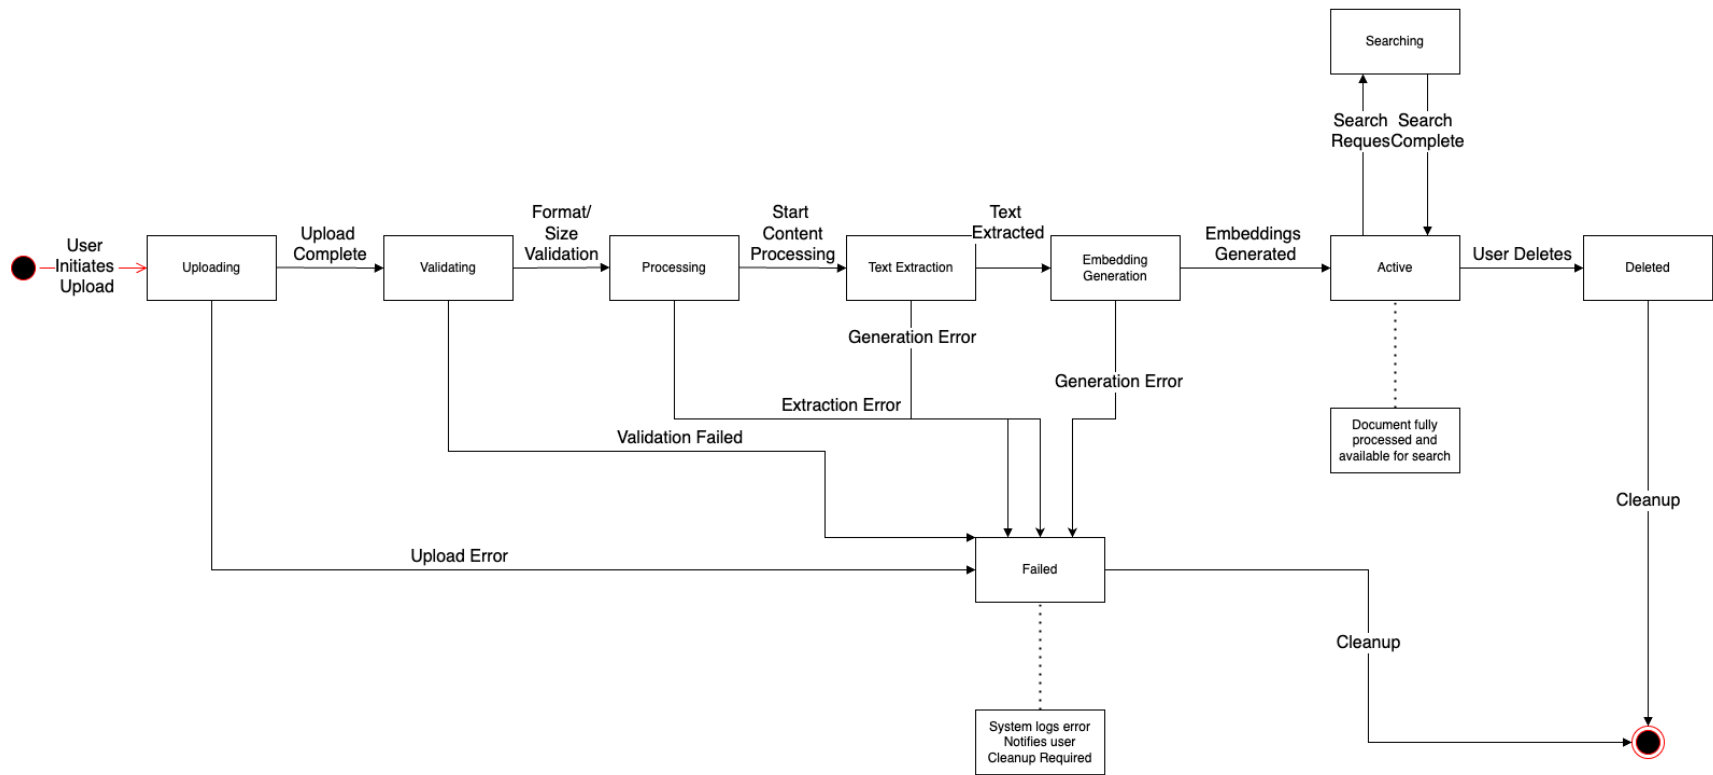 Searching
Search
Reques
Search
Complete
User
Initiates
Upload
Uploading
Upload
Complete
Validating
Format/
Size
Validation
Processing
Start
Content
Processing
Text Extraction
Text
Extracted
Embedding
Generation
Embeddings
Generated
Active
User Deletes
Deleted
Generation Error
Generation Error
Extraction Error
Validation Failed
Upload Error
Document fully
processed and
available for search
Cleanup
Failed
Cleanup
System logs error
Notifies user
Cleanup Required